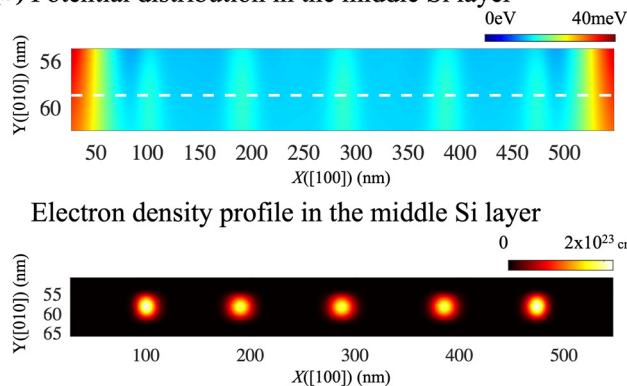 Potential distribution in the middle Si layer
0eV 40meV
Y([010]) (nm)
56
60
50 100 150 200 250 300 350 400 450 500
X([100]) (nm)
Electron density profile in the middle Si layer
0 2x10²³
Y([010]) (nm)
55
60
65
100 200 300 400 500
X([100]) (nm)